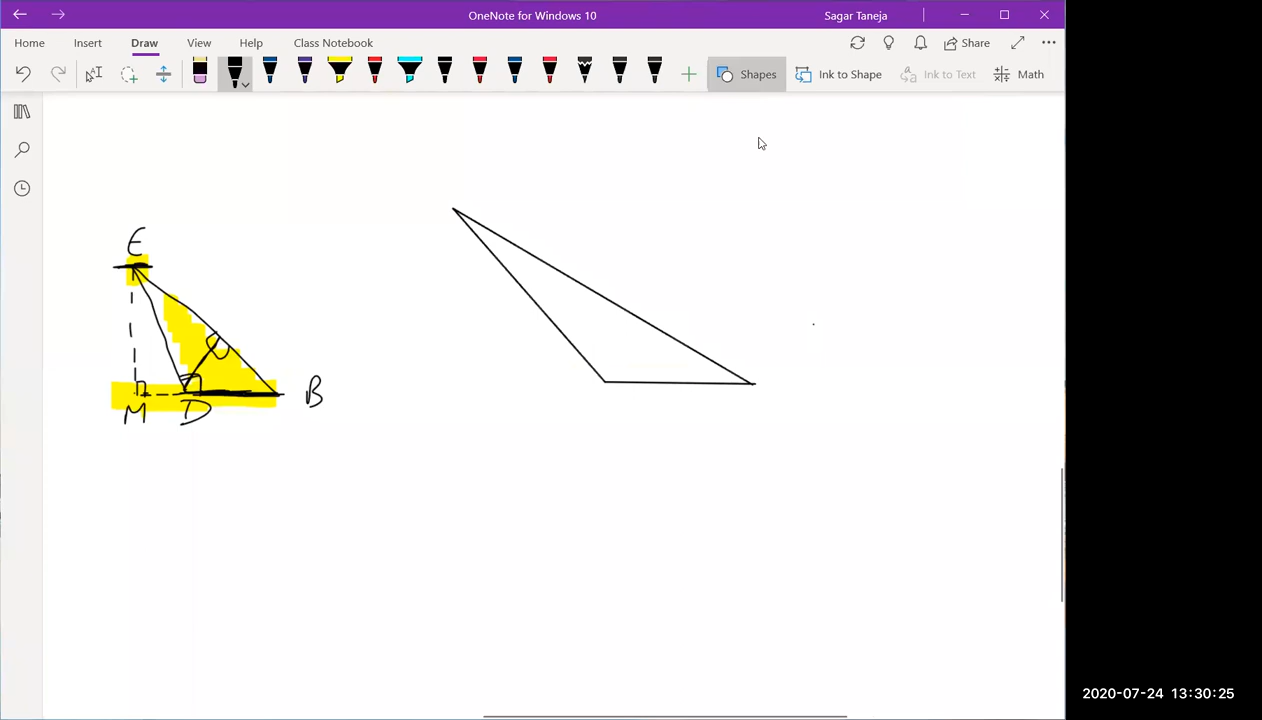 OneNote for Windows 10
Sagar Taneja
Home Insert Draw View Help Class Notebook
Share
Shapes
Ink to Shape
Ink to Text
Math
E
M D B
2020-07-24 13:30:25